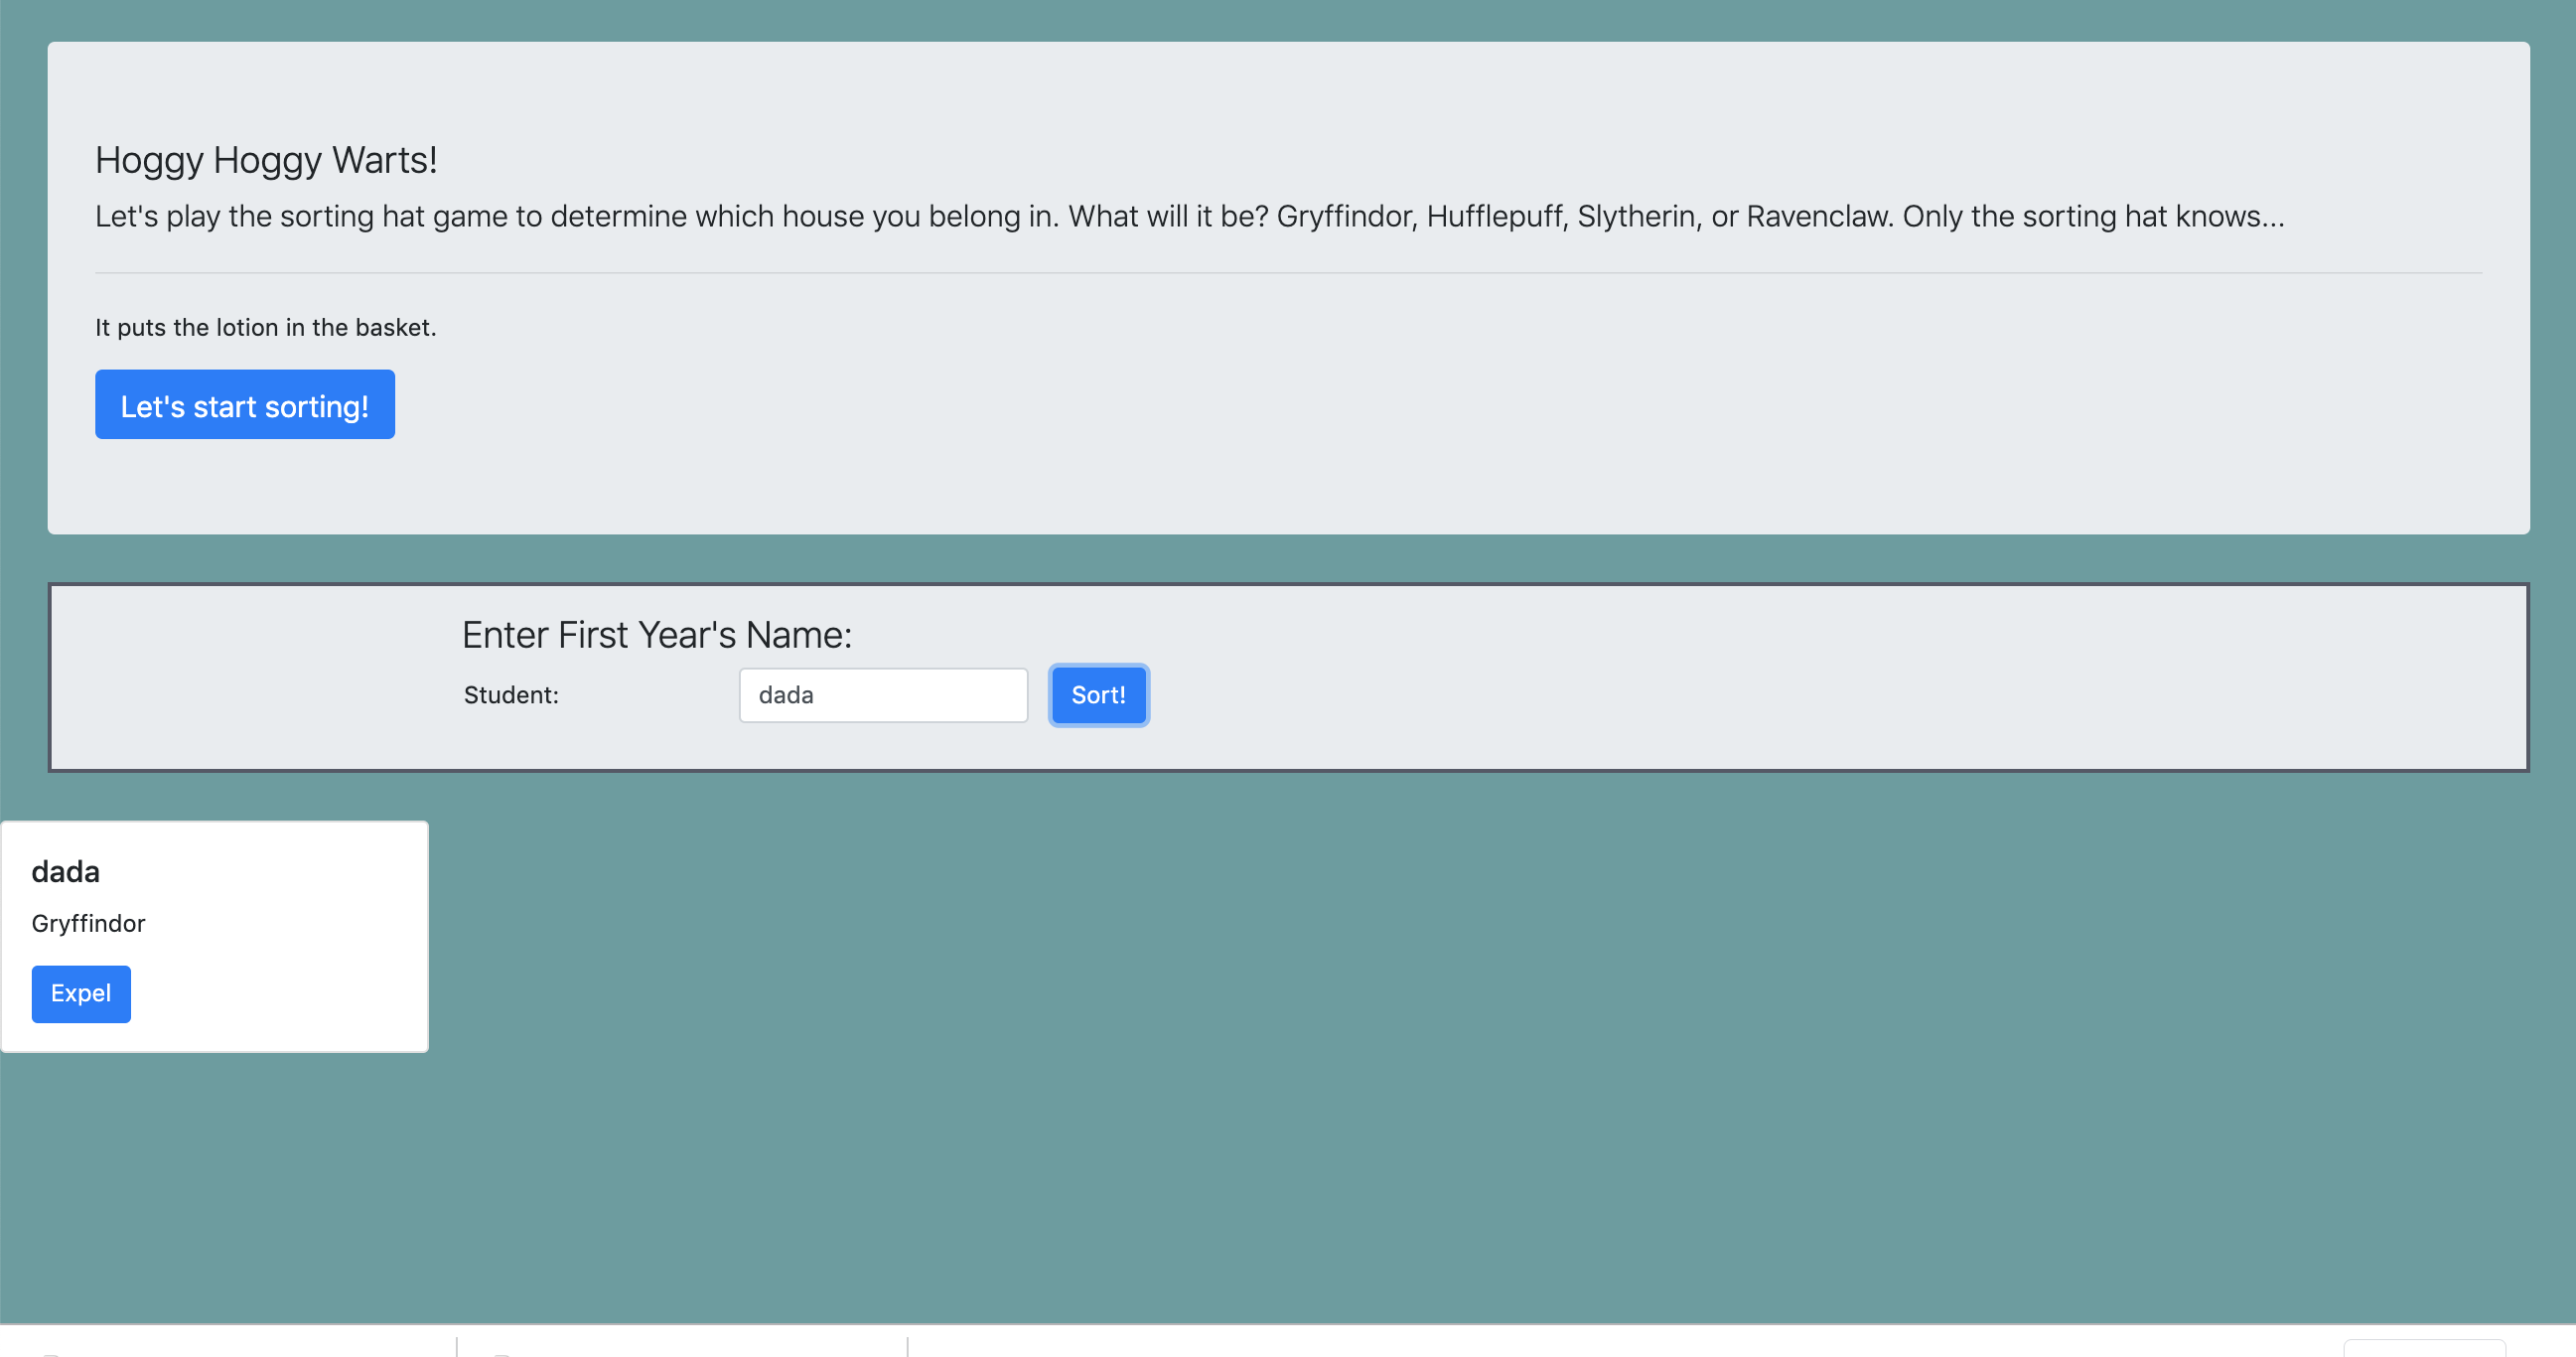 Hoggy Hoggy Warts!
Let's play the sorting hat game to determine which house you belong in. What will it be? Gryffindor, Hufflepuff, Slytherin, or Ravenclaw. Only the sorting hat knows...
It puts the lotion in the basket.
Let's start sorting!
Enter First Year's Name:
Student: dada Sort!
dada
Gryffindor
Expel